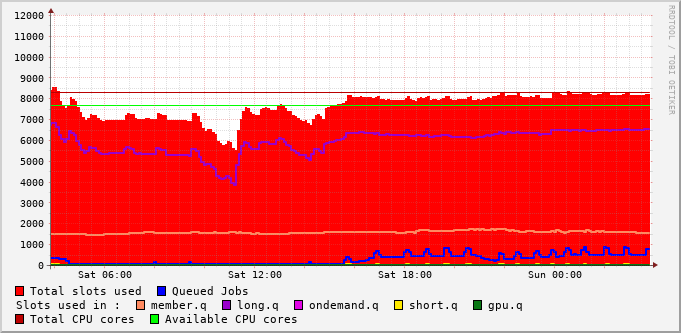 12000
11000
10000
9000
8000
7000
6000
5000
4000
3000
2000
1000
0
Sat 06:00 Sat 12:00 Sat 18:00 Sun 00:00
RRDTOOL / TOBI OETIKER
Total slots used Queued Jobs
Slots used in : member.q long.q ondemand.q short.q gpu.q
Total CPU cores Available CPU cores